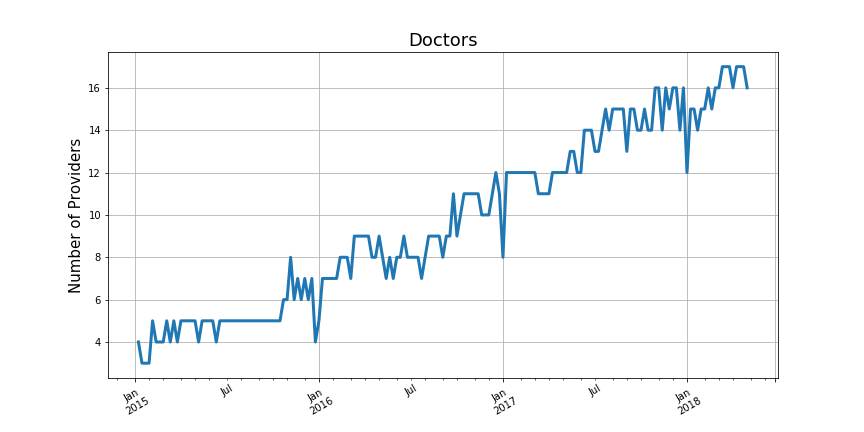 Doctors
Number of Providers
16
14
12
10
8
6
4
Jan
2015
Jul
Jan
2016
Jul
Jan
2017
Jul
Jan
2018